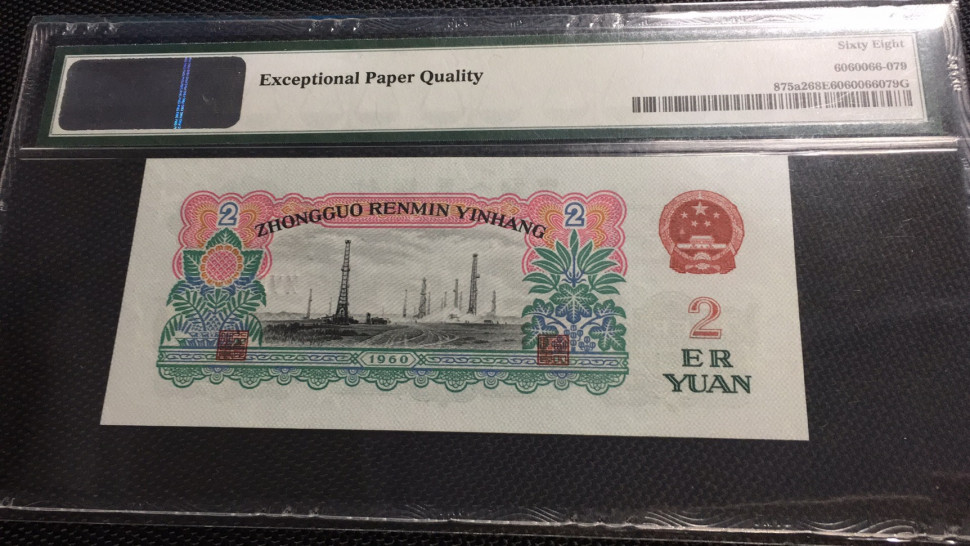 Exceptional Paper Quality
Sixty Eight
6060066-079
875a268E6060066079G
2
2
ZHONGGUO RENMIN YINHANG
1960
2
ER
YUAN